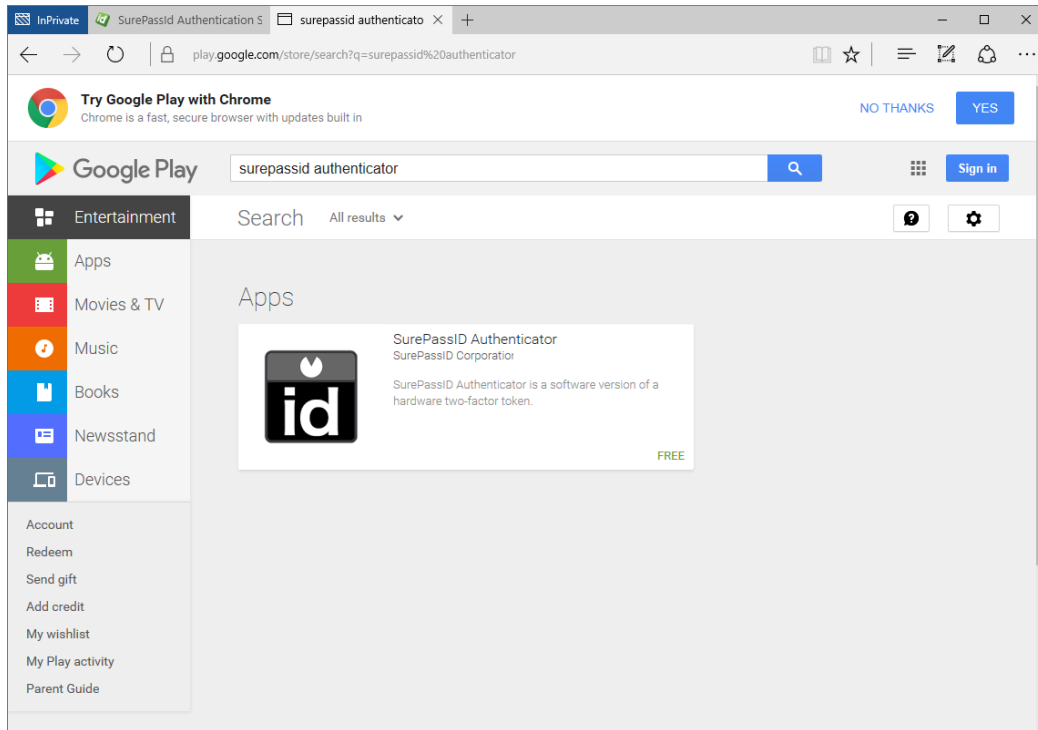 InPrivate
SurePassId Authentication S
surepassid authenticato
play.google.com/store/search?q=surepassid%20authenticator
Try Google Play with Chrome
Chrome is a fast, secure browser with updates built in
NO THANKS
YES
Google Play
surepassid authenticator
Sign in
Entertainment
Search
All results
Apps
Movies & TV
Music
Books
Newsstand
Devices
Account
Redeem
Send gift
Add credit
My wishlist
My Play activity
Parent Guide
Apps
id
SurePassID Authenticator
SurePassID Corporation
SurePassID Authenticator is a software version of a
hardware two-factor token.
FREE